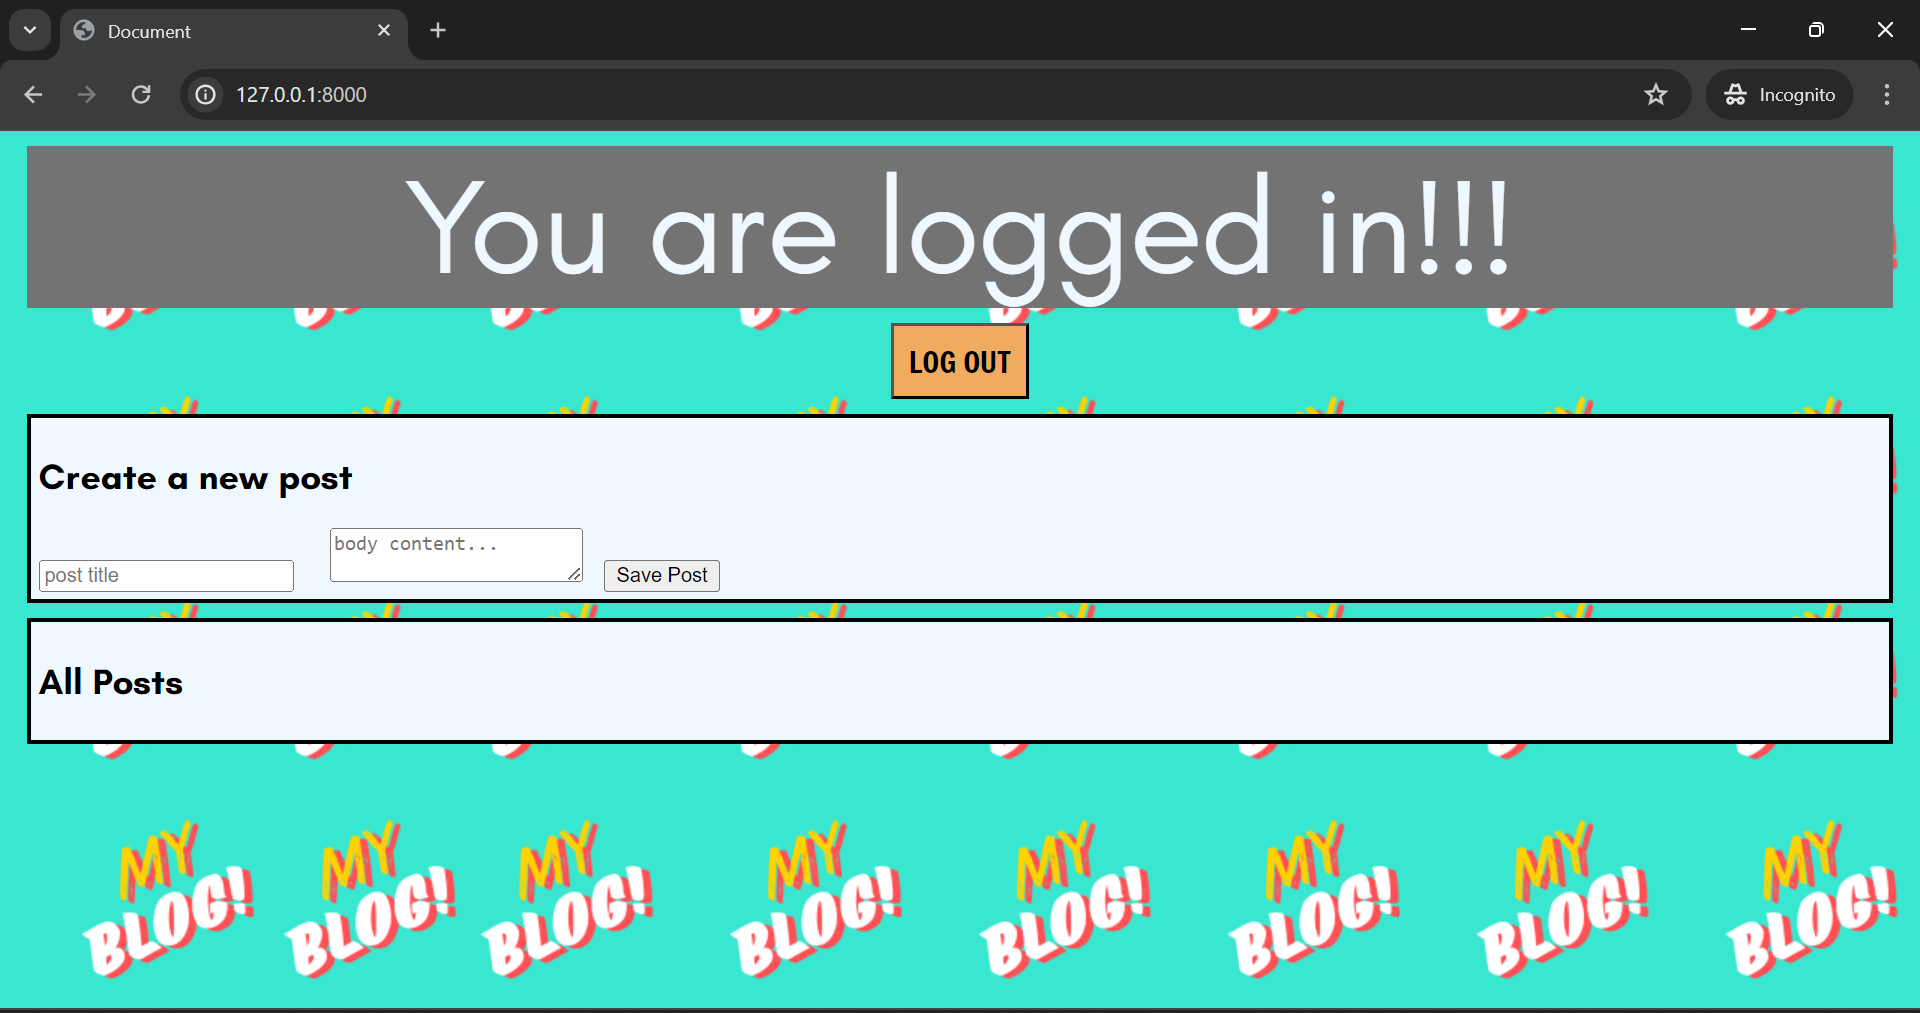 Document
127.0.0.1:8000
Incognito
You are logged in!!!
LOG OUT
Create a new post
body content...
post title
Save Post
All Posts
MY MY MY MY MY MY MY MY
BLOG! BLOG! BLOG! BLOG! BLOG! BLOG! BLOG! BLOG!